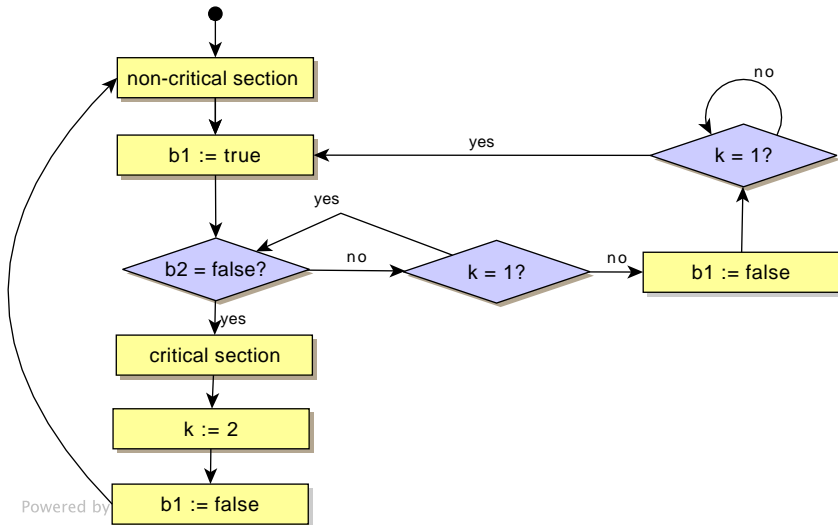 non-critical section
no
b1 := true
yes
k = 1?
yes
b2 = false?
no
k = 1?
no
b1 := false
yes
critical section
k := 2
Powered by
b1 := false